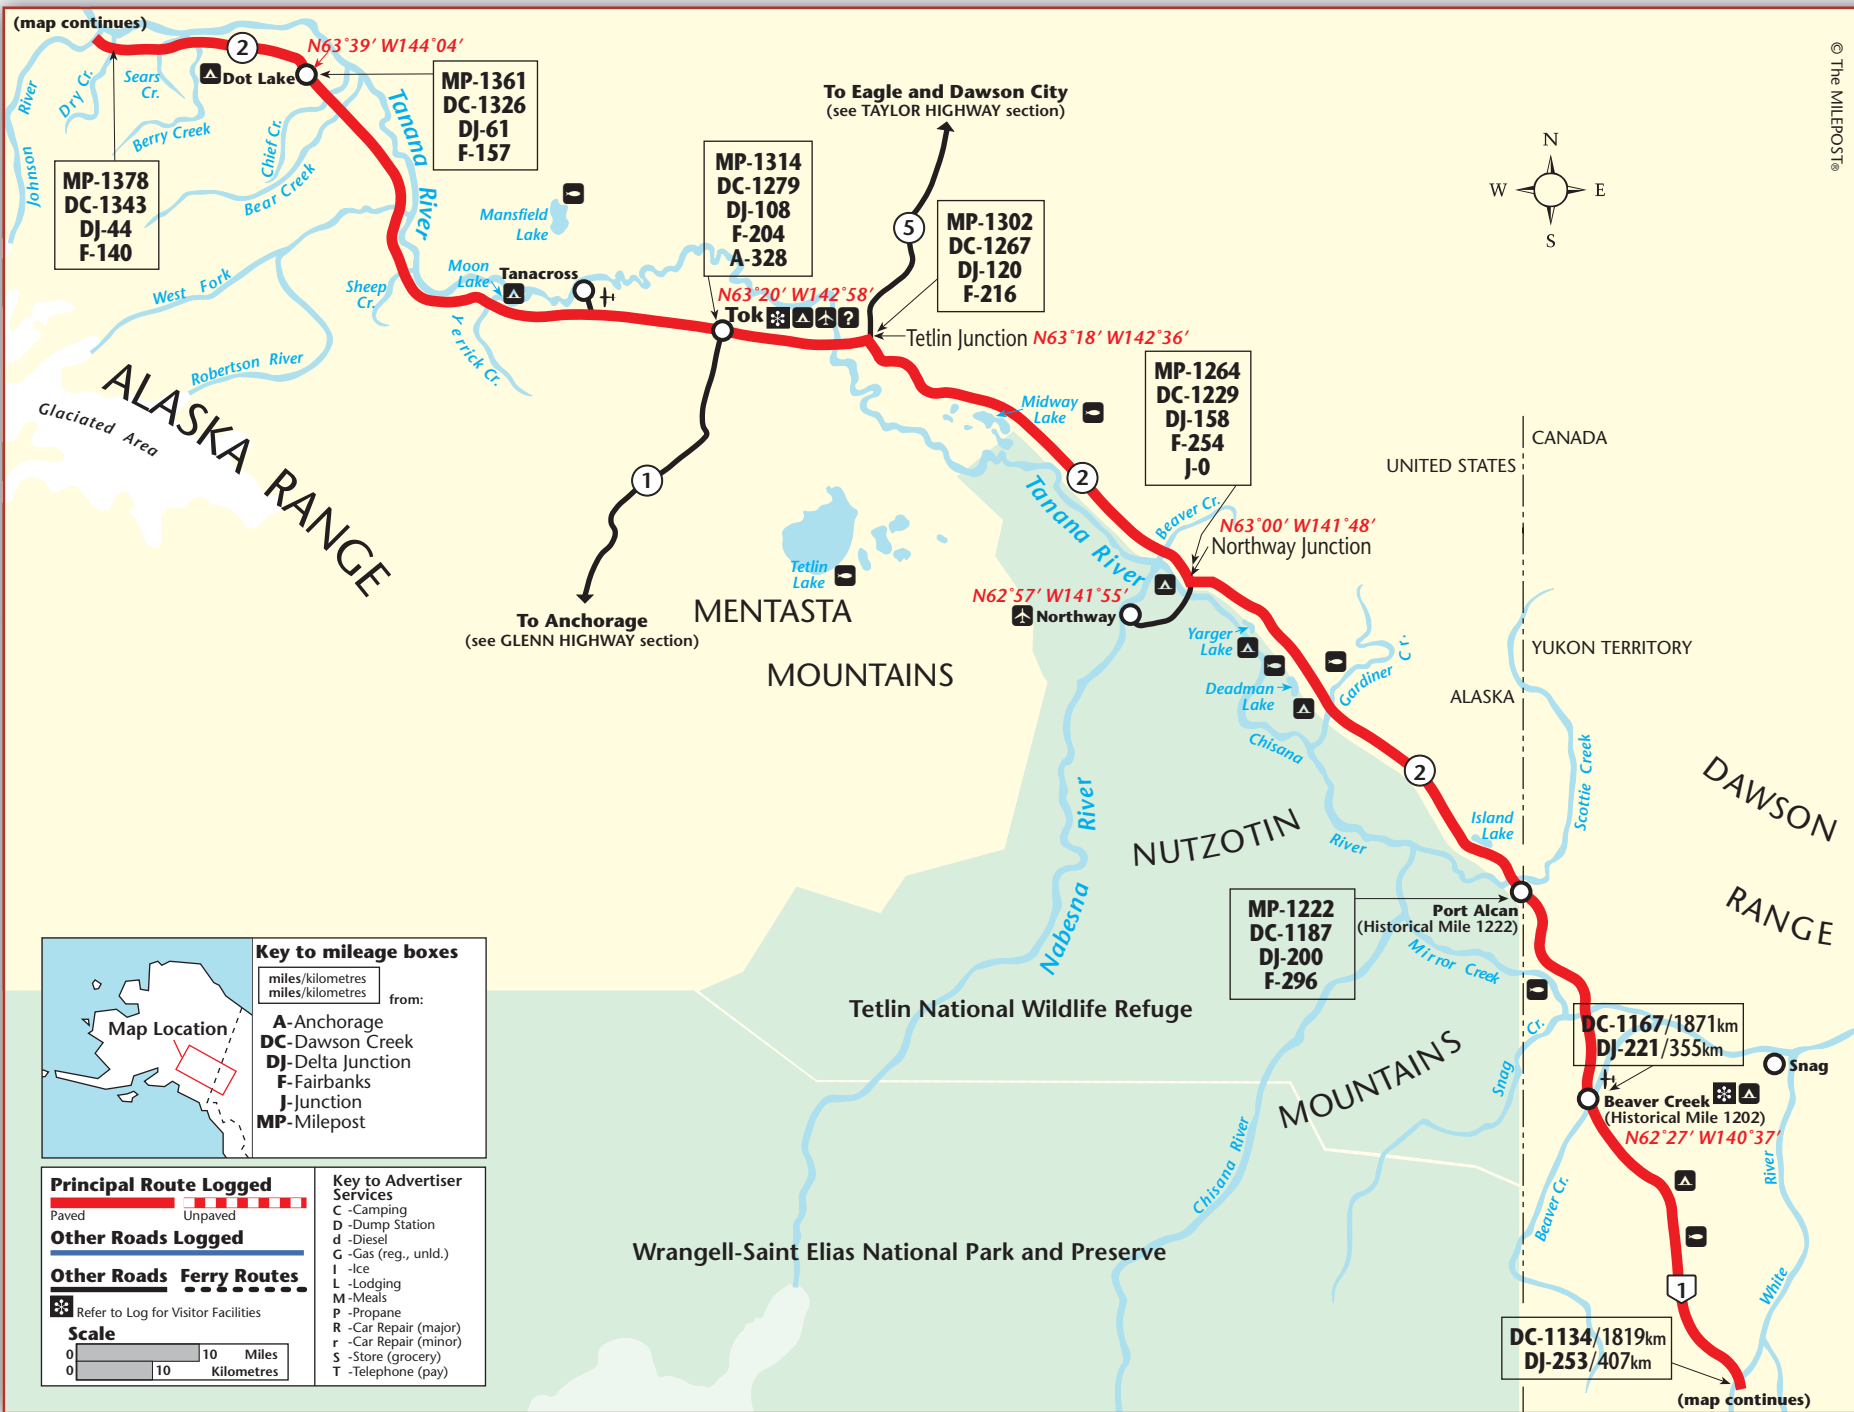 (map continues)
© The MILEPOST®
2
N63°39′ W144°04′
Dot Lake
Johnson
River
Dry Cr.
Sears
Cr.
Berry Creek
Chief Cr.
Bear Creek
Tanana
River
MP-1361
DC-1326
DJ-61
F-157
MP-1378
DC-1343
DJ-44
F-140
To Eagle and Dawson City
(see TAYLOR HIGHWAY section)
5
MP-1314
DC-1279
DJ-108
F-204
A-328
MP-1302
DC-1267
DJ-120
F-216
N
W
E
S
Mansfield
Lake
West Fork
Sheep
Cr.
Moon
Lake
Tanacross
Yerrick Cr.
Robertson River
N63°20′ W142°58′
Tok
?
Tetlin Junction N63°18′ W142°36′
ALASKA RANGE
Glaciated Area
MP-1264
DC-1229
DJ-158
F-254
J-0
Midway
Lake
1
2
CANADA
UNITED STATES
Tanana River
Beaver Cr.
N63°00′ W141°48′
Northway Junction
Tetlin
Lake
To Anchorage
(see GLENN HIGHWAY section)
MENTASTA
MOUNTAINS
N62°57′ W141°55′
Northway
Yarger
Lake
Deadman
Lake
Gardiner Cr.
YUKON TERRITORY
ALASKA
Chisana
River
2
Scottie Creek
Island
Lake
DAWSON
RANGE
Nabesna
River
NUTZOTIN
MOUNTAINS
MP-1222
DC-1187
DJ-200
F-296
Port Alcan
(Historical Mile 1222)
Mirror Creek
Tetlin National Wildlife Refuge
Snag
Cr.
DC-1167/1871km
DJ-221/355km
Snag
Beaver Creek
(Historical Mile 1202)
N62°27′ W140°37′
Chisana River
Beaver Cr.
White
River
Wrangell-Saint Elias National Park and Preserve
1
DC-1134/1819km
DJ-253/407km
(map continues)
Map Location
Key to mileage boxes
miles/kilometres
miles/kilometres
from:
A-Anchorage
DC-Dawson Creek
DJ-Delta Junction
F-Fairbanks
J-Junction
MP-Milepost
Principal Route Logged
Paved
Unpaved
Other Roads Logged
Other Roads
Ferry Routes
Refer to Log for Visitor Facilities
Scale
0
10
Miles
0
10
Kilometres
Key to Advertiser
Services
C -Camping
D -Dump Station
d -Diesel
G -Gas (reg., unld.)
I -Ice
L -Lodging
M -Meals
P -Propane
R -Car Repair (major)
r -Car Repair (minor)
S -Store (grocery)
T -Telephone (pay)